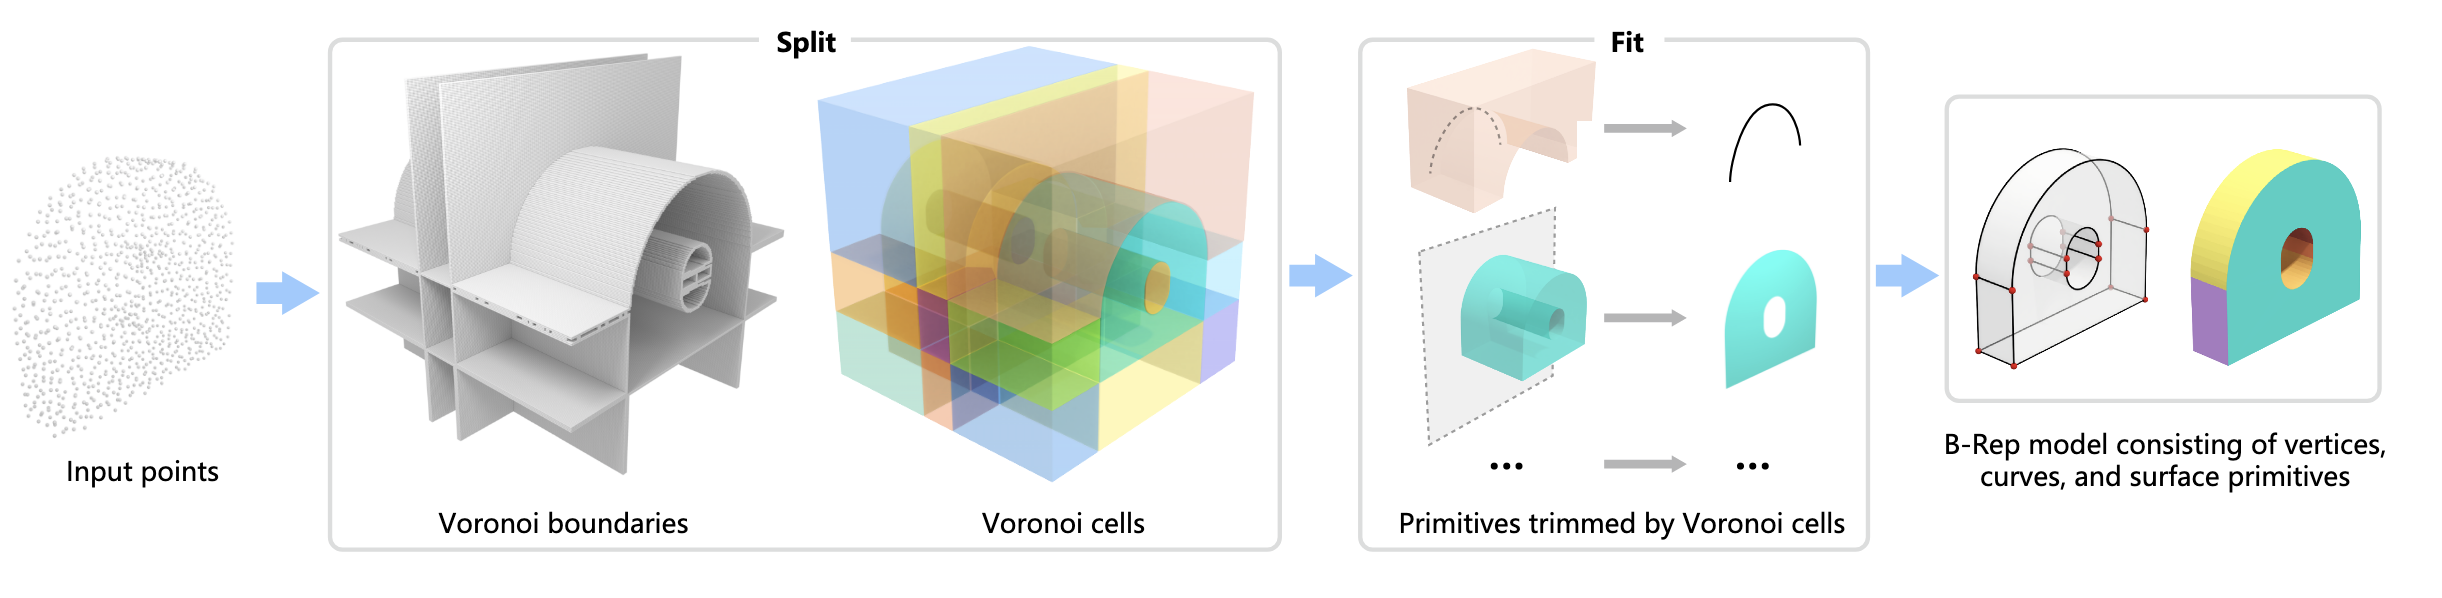 Split
Fit
Input points
Voronoi boundaries
Voronoi cells
...
...
Primitives trimmed by Voronoi cells
B-Rep model consisting of vertices,
curves, and surface primitives